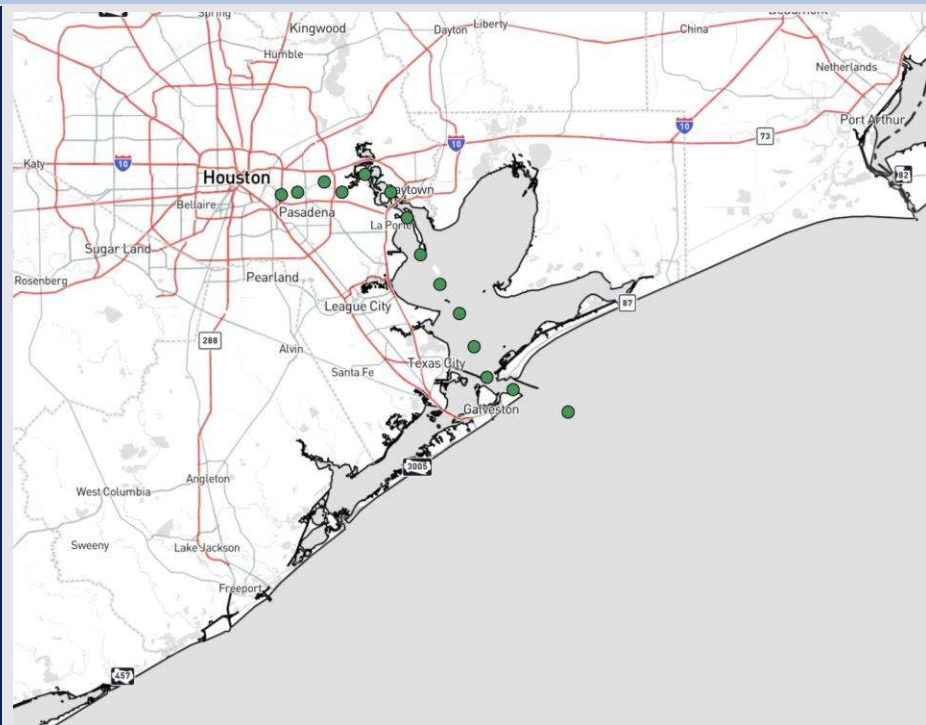 Spring
Kingwood
Dayton
Liberty
China
Beaumont
Humble
Netherlands
Port Arthur
10
73
10
Katy
10
82
Houston
Baytown
Bellaire
Pasadena
La Porte
Sugar Land
Pearland
Rosenberg
League City
87
288
Alvin
Texas City
Santa Fe
Galveston
3005
Angleton
West Columbia
Sweeny
Lake Jackson
Freeport
457